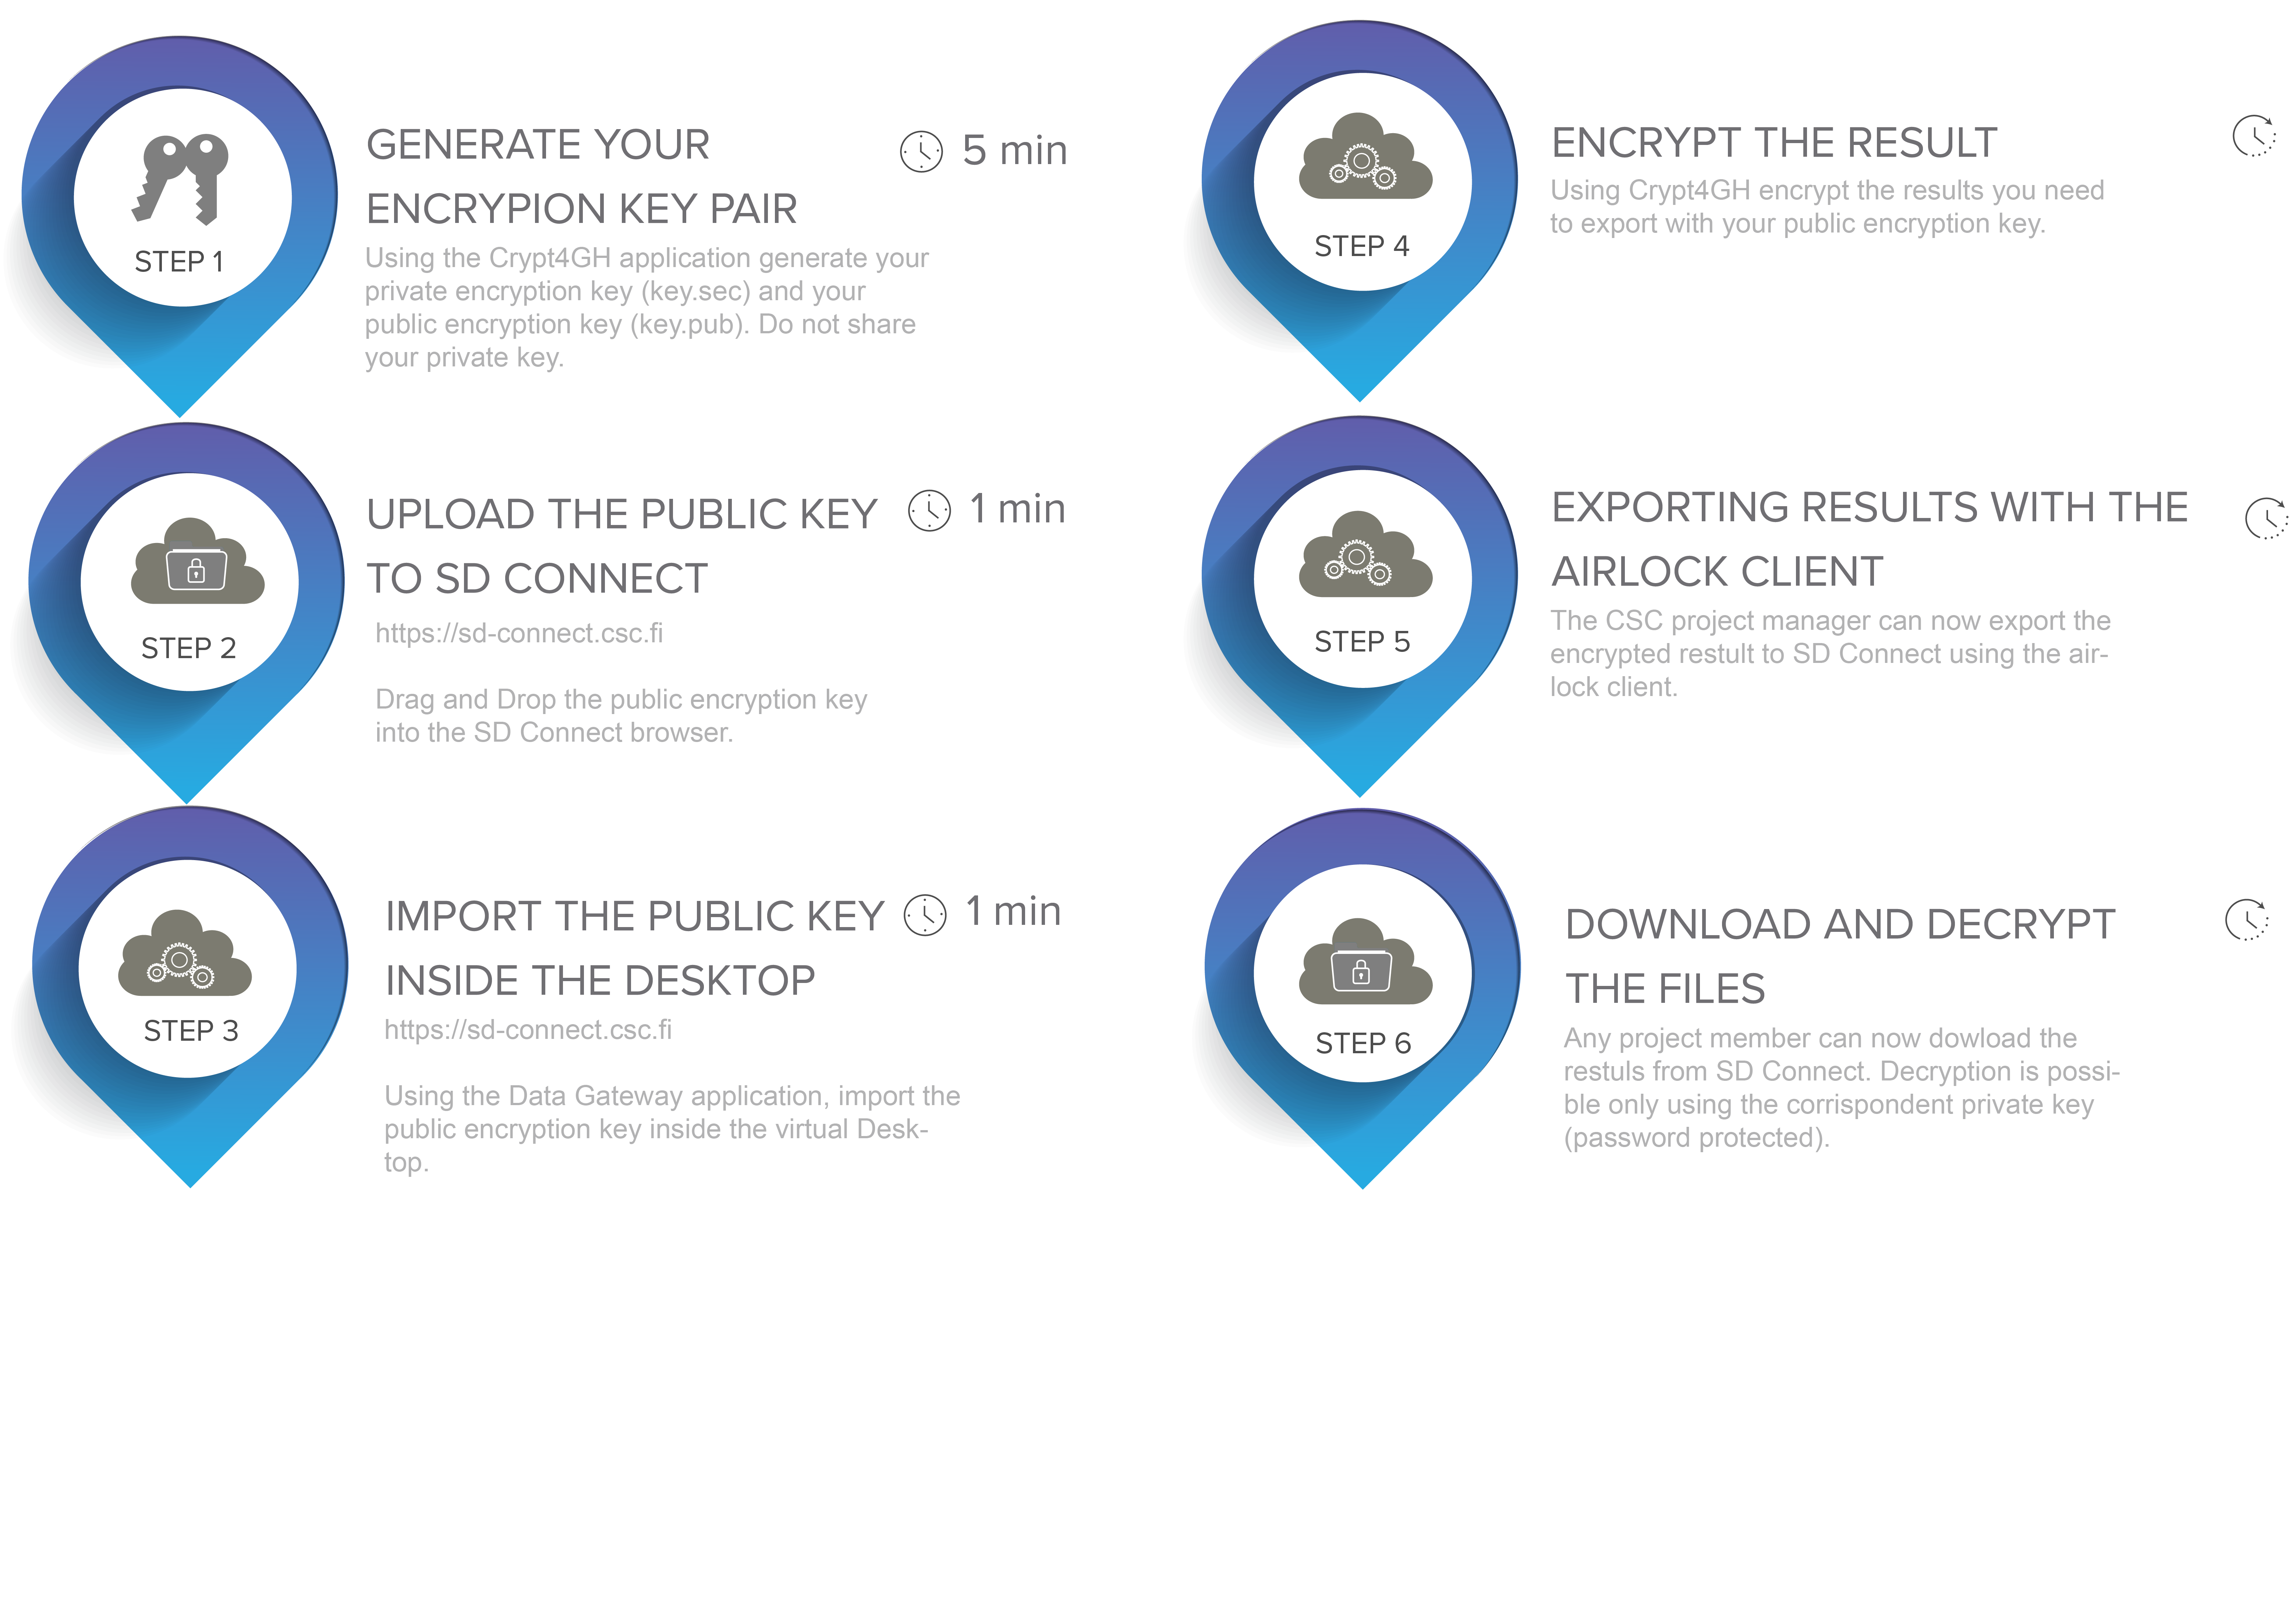 STEP 1
GENERATE YOUR
ENCRYPION KEY PAIR
5 min
Using the Crypt4GH application generate your
private encryption key (key.sec) and your
public encryption key (key.pub). Do not share
your private key.
STEP 2
UPLOAD THE PUBLIC KEY
TO SD CONNECT
1 min
https://sd-connect.csc.fi
Drag and Drop the public encryption key
into the SD Connect browser.
STEP 3
IMPORT THE PUBLIC KEY
INSIDE THE DESKTOP
1 min
https://sd-connect.csc.fi
Using the Data Gateway application, import the
public encryption key inside the virtual Desk-
top.
STEP 4
ENCRYPT THE RESULT
Using Crypt4GH encrypt the results you need
to export with your public encryption key.
STEP 5
EXPORTING RESULTS WITH THE
AIRLOCK CLIENT
The CSC project manager can now export the
encrypted restult to SD Connect using the air-
lock client.
STEP 6
DOWNLOAD AND DECRYPT
THE FILES
Any project member can now dowload the
restuls from SD Connect. Decryption is possi-
ble only using the corrispondent private key
(password protected).